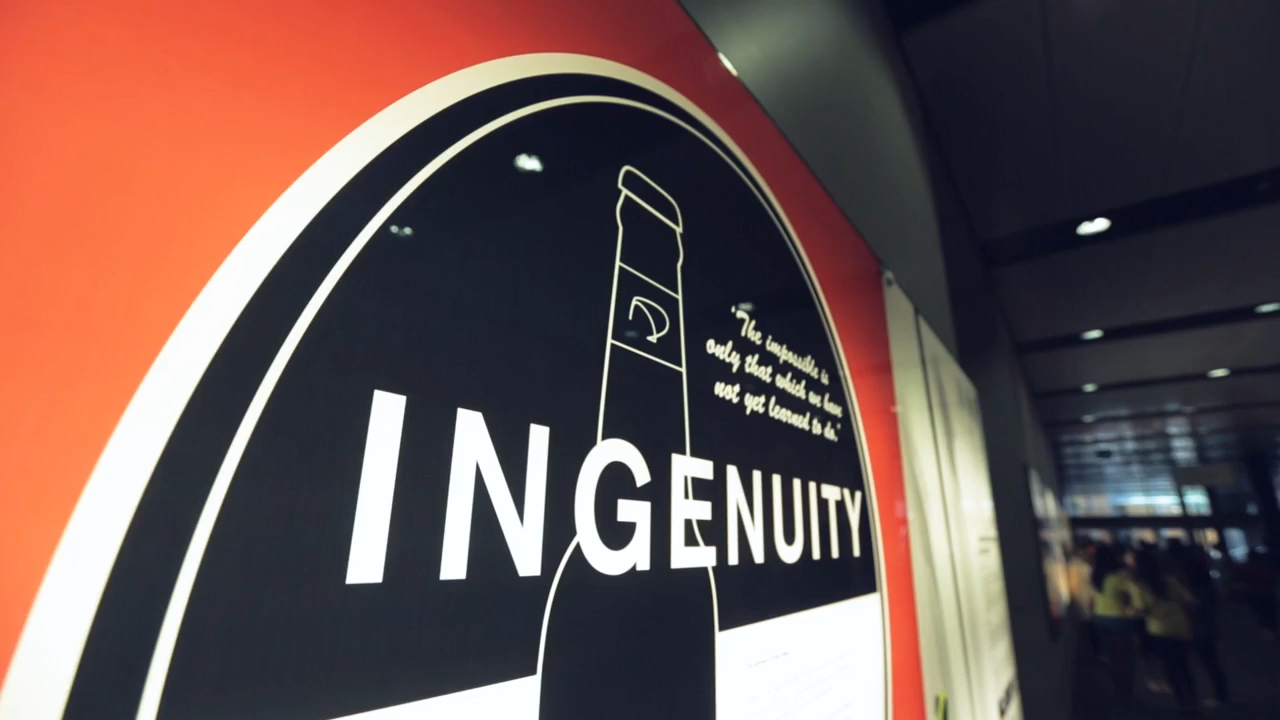 "The impossible is
only that which we have
not yet learned to do."
INGENUITY